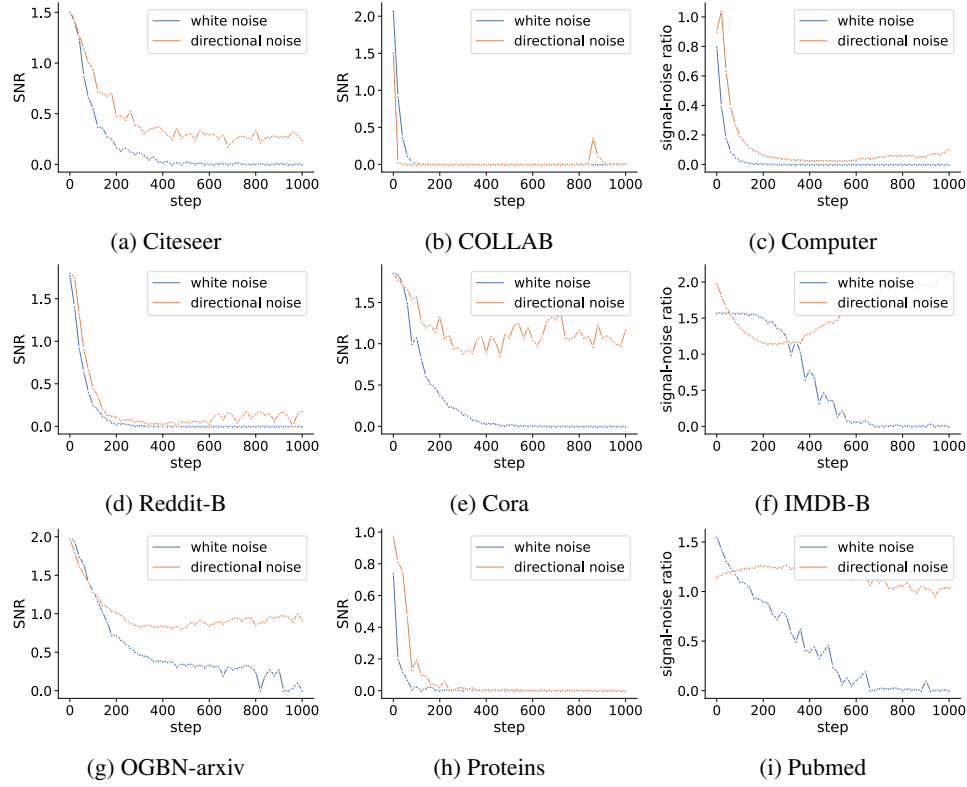 1.5
1.0
0.5
0.0
SNR
white noise
directional noise
0 200 400 600 800 1000
step
(a) Citeseer
2.0
1.5
1.0
0.5
0.0
SNR
white noise
directional noise
0 200 400 600 800 1000
step
(b) COLLAB
1.0
0.8
0.6
0.4
0.2
0.0
signal-noise ratio
white noise
directional noise
0 200 400 600 800 1000
step
(c) Computer
1.5
1.0
0.5
0.0
SNR
white noise
directional noise
0 200 400 600 800 1000
step
(d) Reddit-B
1.5
1.0
0.5
0.0
SNR
white noise
directional noise
0 200 400 600 800 1000
step
(e) Cora
2.0
1.5
1.0
0.5
0.0
signal-noise ratio
white noise
directional noise
0 200 400 600 800 1000
step
(f) IMDB-B
2.0
1.5
1.0
0.5
0.0
SNR
white noise
directional noise
0 200 400 600 800 1000
step
(g) OGBN-arxiv
1.0
0.8
0.6
0.4
0.2
0.0
SNR
white noise
directional noise
0 200 400 600 800 1000
step
(h) Proteins
1.5
1.0
0.5
0.0
signal-noise ratio
white noise
directional noise
0 200 400 600 800 1000
step
(i) Pubmed